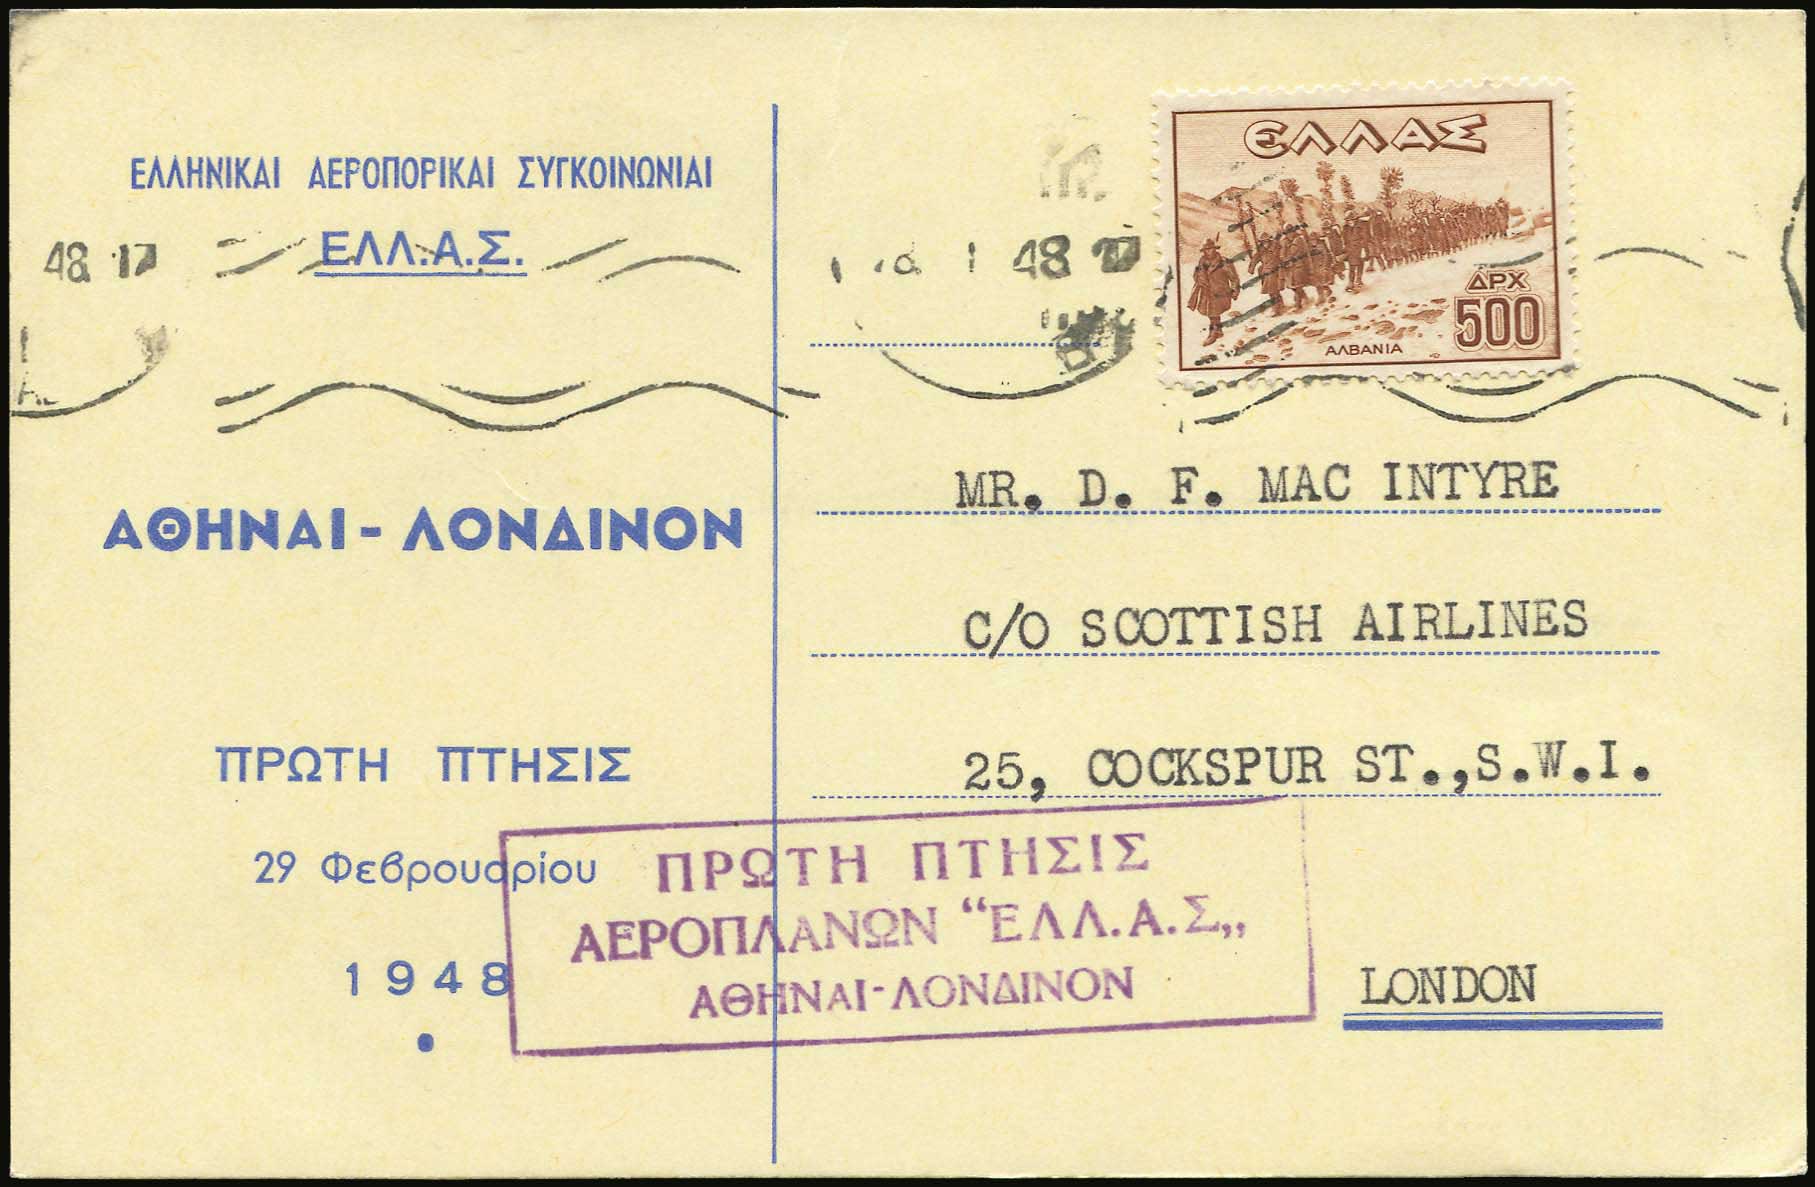 ΕΛΛΗΝΙΚΑΙ ΑΕΡΟΠΟΡΙΚΑΙ ΣΥΓΚΟΙΝΩΝΙΑΙ
ΕΛΛ.Α.Σ.
48 17
ΑΘΗΝΑΙ - ΛΟΝΔΙΝΟΝ
ΠΡΩΤΗ ΠΤΗΣΙΣ
29 Φεβρουαρίου
1948
48 17
ΕΛΛΑΣ
ΔΡΧ
500
ΑΛΒΑΝΙΑ
MR. D. F. MAC INTYRE
C/O SCOTTISH AIRLINES
25, COCKSPUR ST.,S.W.I.
LONDON
ΠΡΩΤΗ ΠΤΗΣΙΣ
ΑΕΡΟΠΛΑΝΩΝ “ΕΛΛ.Α.Σ„
ΑΘΗΝΑΙ-ΛΟΝΔΙΝΟΝ